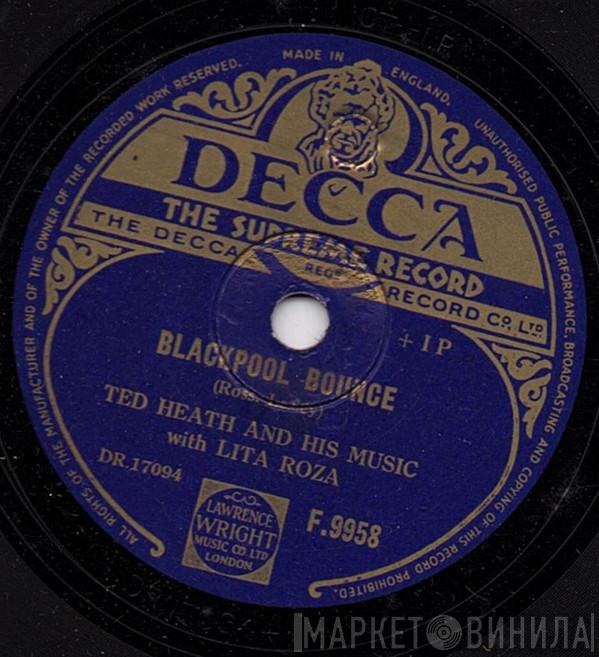 MADE IN ENGLAND.
ALL RIGHTS OF THE MANUFACTURER AND OF THE OWNER OF THE RECORDED WORK RESERVED.
UNAUTHORISED PUBLIC PERFORMANCE, BROADCASTING AND COPYING OF THIS RECORD PROHIBITED.
DECCA
THE SUPREME RECORD
THE DECCA RECORD CO. LTD.
REGD
+ 1P
BLACKPOOL BOUNCE
TED HEATH AND HIS MUSIC
with LITA ROZA
DR.17094
LAWRENCE
WRIGHT
MUSIC CO. LTD
LONDON
F.9958
МАРКЕТ ВИНИЛА